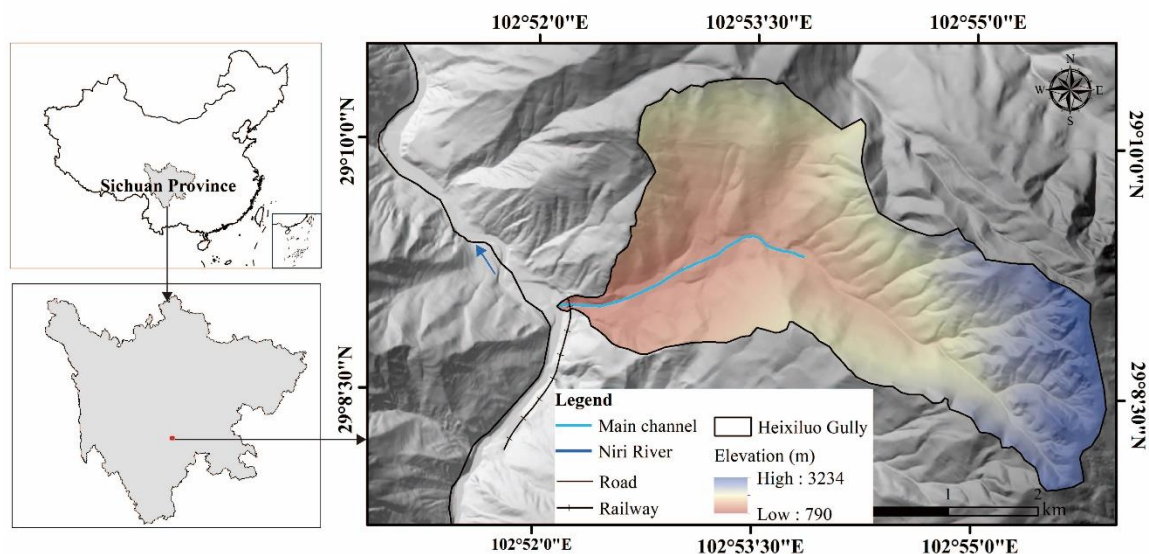 Sichuan Province
102°52'0"E
102°53'30"E
102°55'0"E
29°10'0"N
29°8'30"N
29°10'0"N
29°8'30"N
N
W
E
S
Legend
Main channel
Niri River
Road
Railway
Heixiluo Gully
Elevation (m)
High : 3234
Low : 790
1
2
km
102°52'0"E
102°53'30"E
102°55'0"E